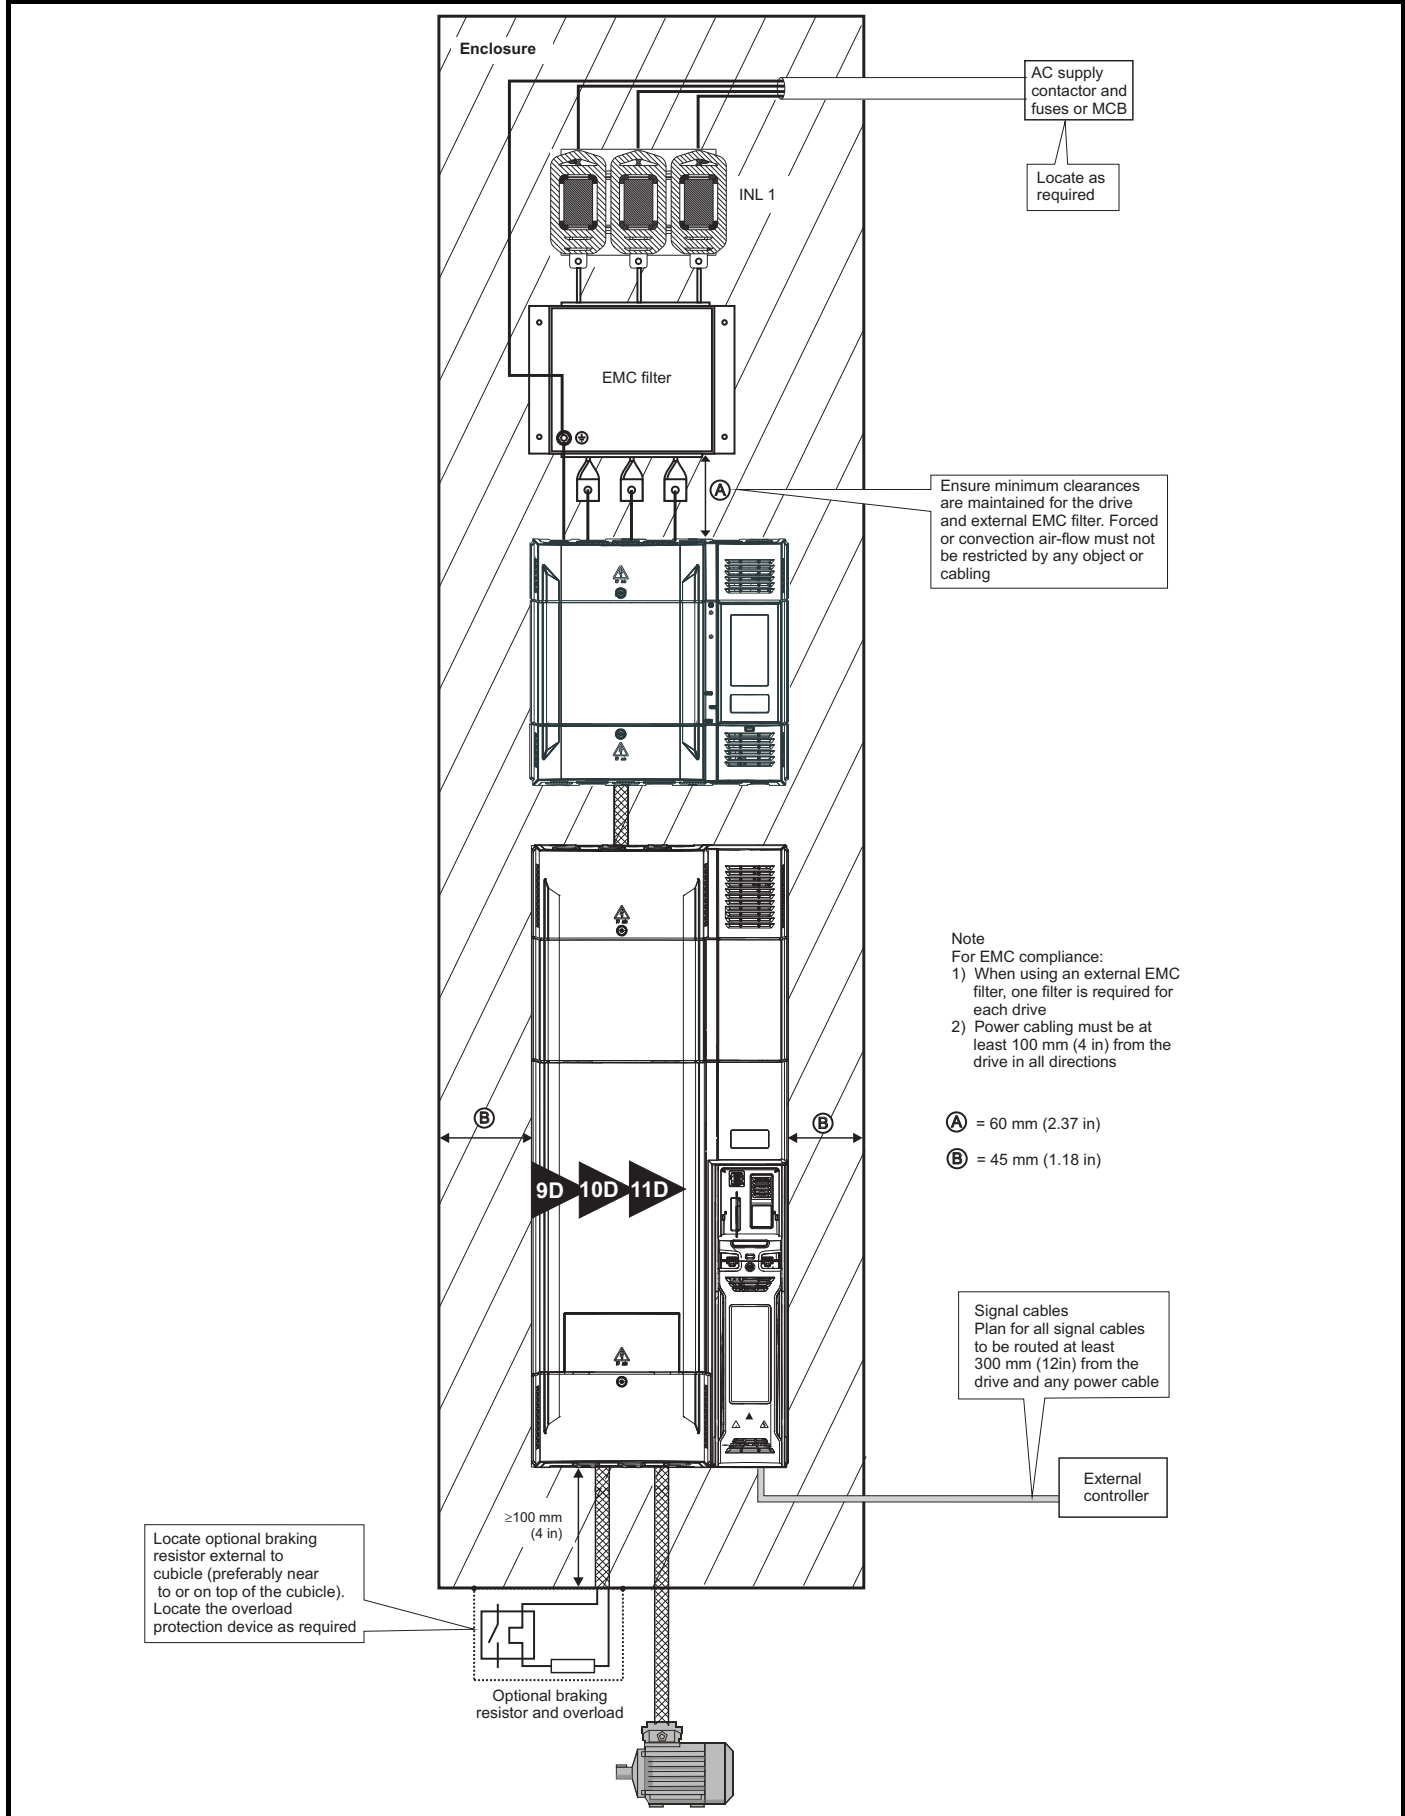 Enclosure
AC supply
contactor and
fuses or MCB
Locate as
required
INL 1
EMC filter
A
Ensure minimum clearances
are maintained for the drive
and external EMC filter. Forced
or convection air-flow must not
be restricted by any object or
cabling
Note
For EMC compliance:
1) When using an external EMC
filter, one filter is required for
each drive
2) Power cabling must be at
least 100 mm (4 in) from the
drive in all directions
A = 60 mm (2.37 in)
B = 45 mm (1.18 in)
B
B
9D
10D
11D
Signal cables
Plan for all signal cables
to be routed at least
300 mm (12in) from the
drive and any power cable
External
controller
≥100 mm
(4 in)
Locate optional braking
resistor external to
cubicle (preferably near
to or on top of the cubicle).
Locate the overload
protection device as required
Optional braking
resistor and overload